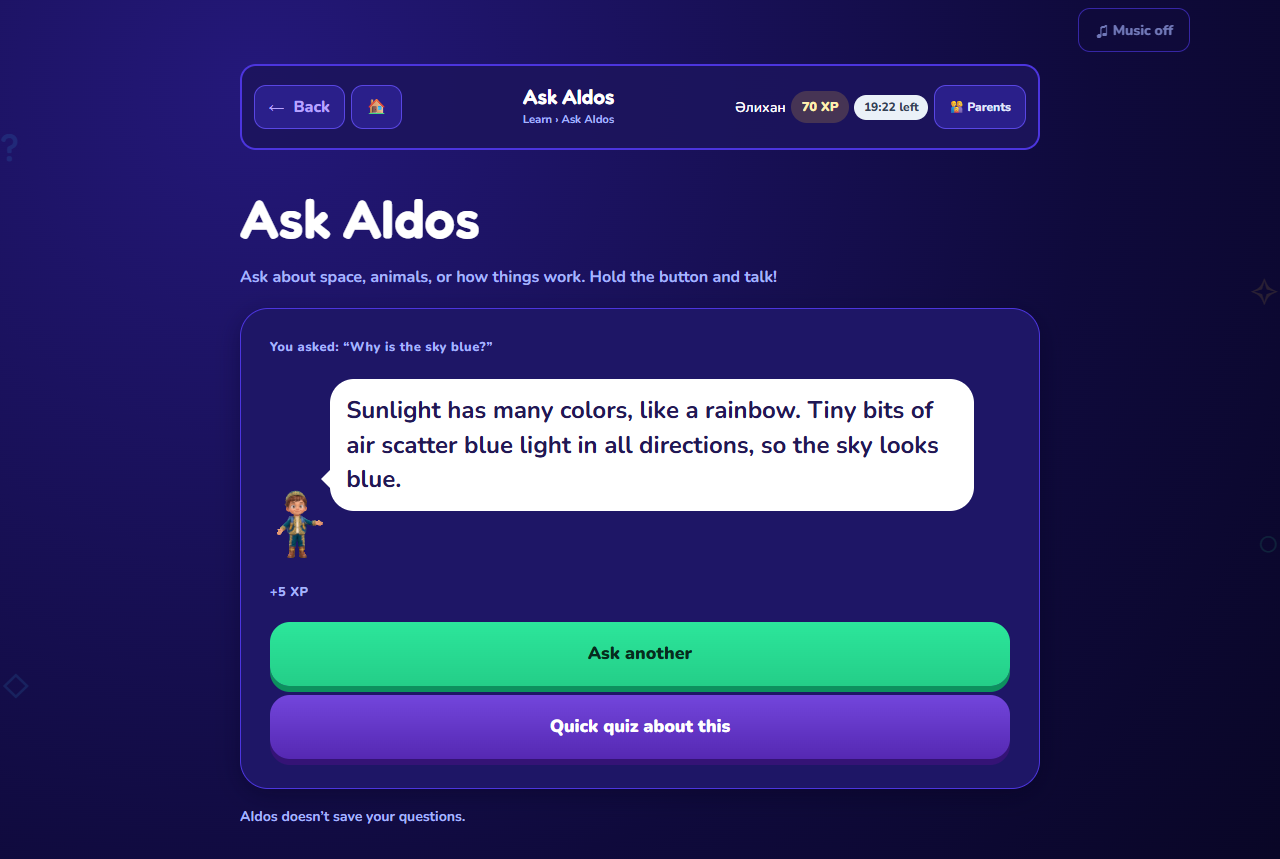 ♫ Music off
← Back
Ask Aldos
Learn › Ask Aldos
Әлихан
70 XP
19:22 left
Parents
Ask Aldos
Ask about space, animals, or how things work. Hold the button and talk!
You asked: “Why is the sky blue?”
Sunlight has many colors, like a rainbow. Tiny bits of
air scatter blue light in all directions, so the sky looks
blue.
+5 XP
Ask another
Quick quiz about this
Aldos doesn’t save your questions.
?